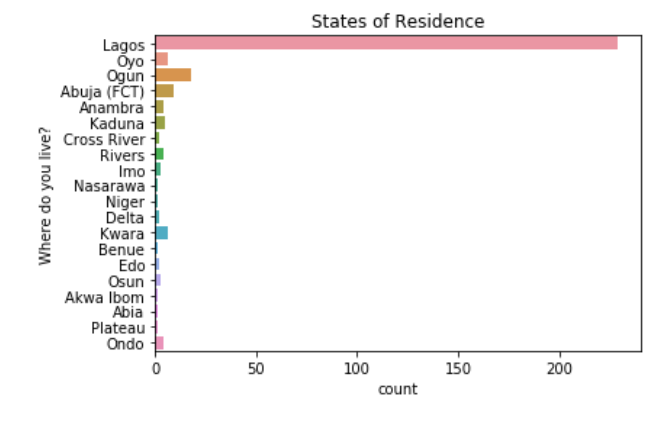 States of Residence
Where do you live?
Lagos
Oyo
Ogun
Abuja (FCT)
Anambra
Kaduna
Cross River
Rivers
Imo
Nasarawa
Niger
Delta
Kwara
Benue
Edo
Osun
Akwa Ibom
Abia
Plateau
Ondo
0 50 100 150 200
count